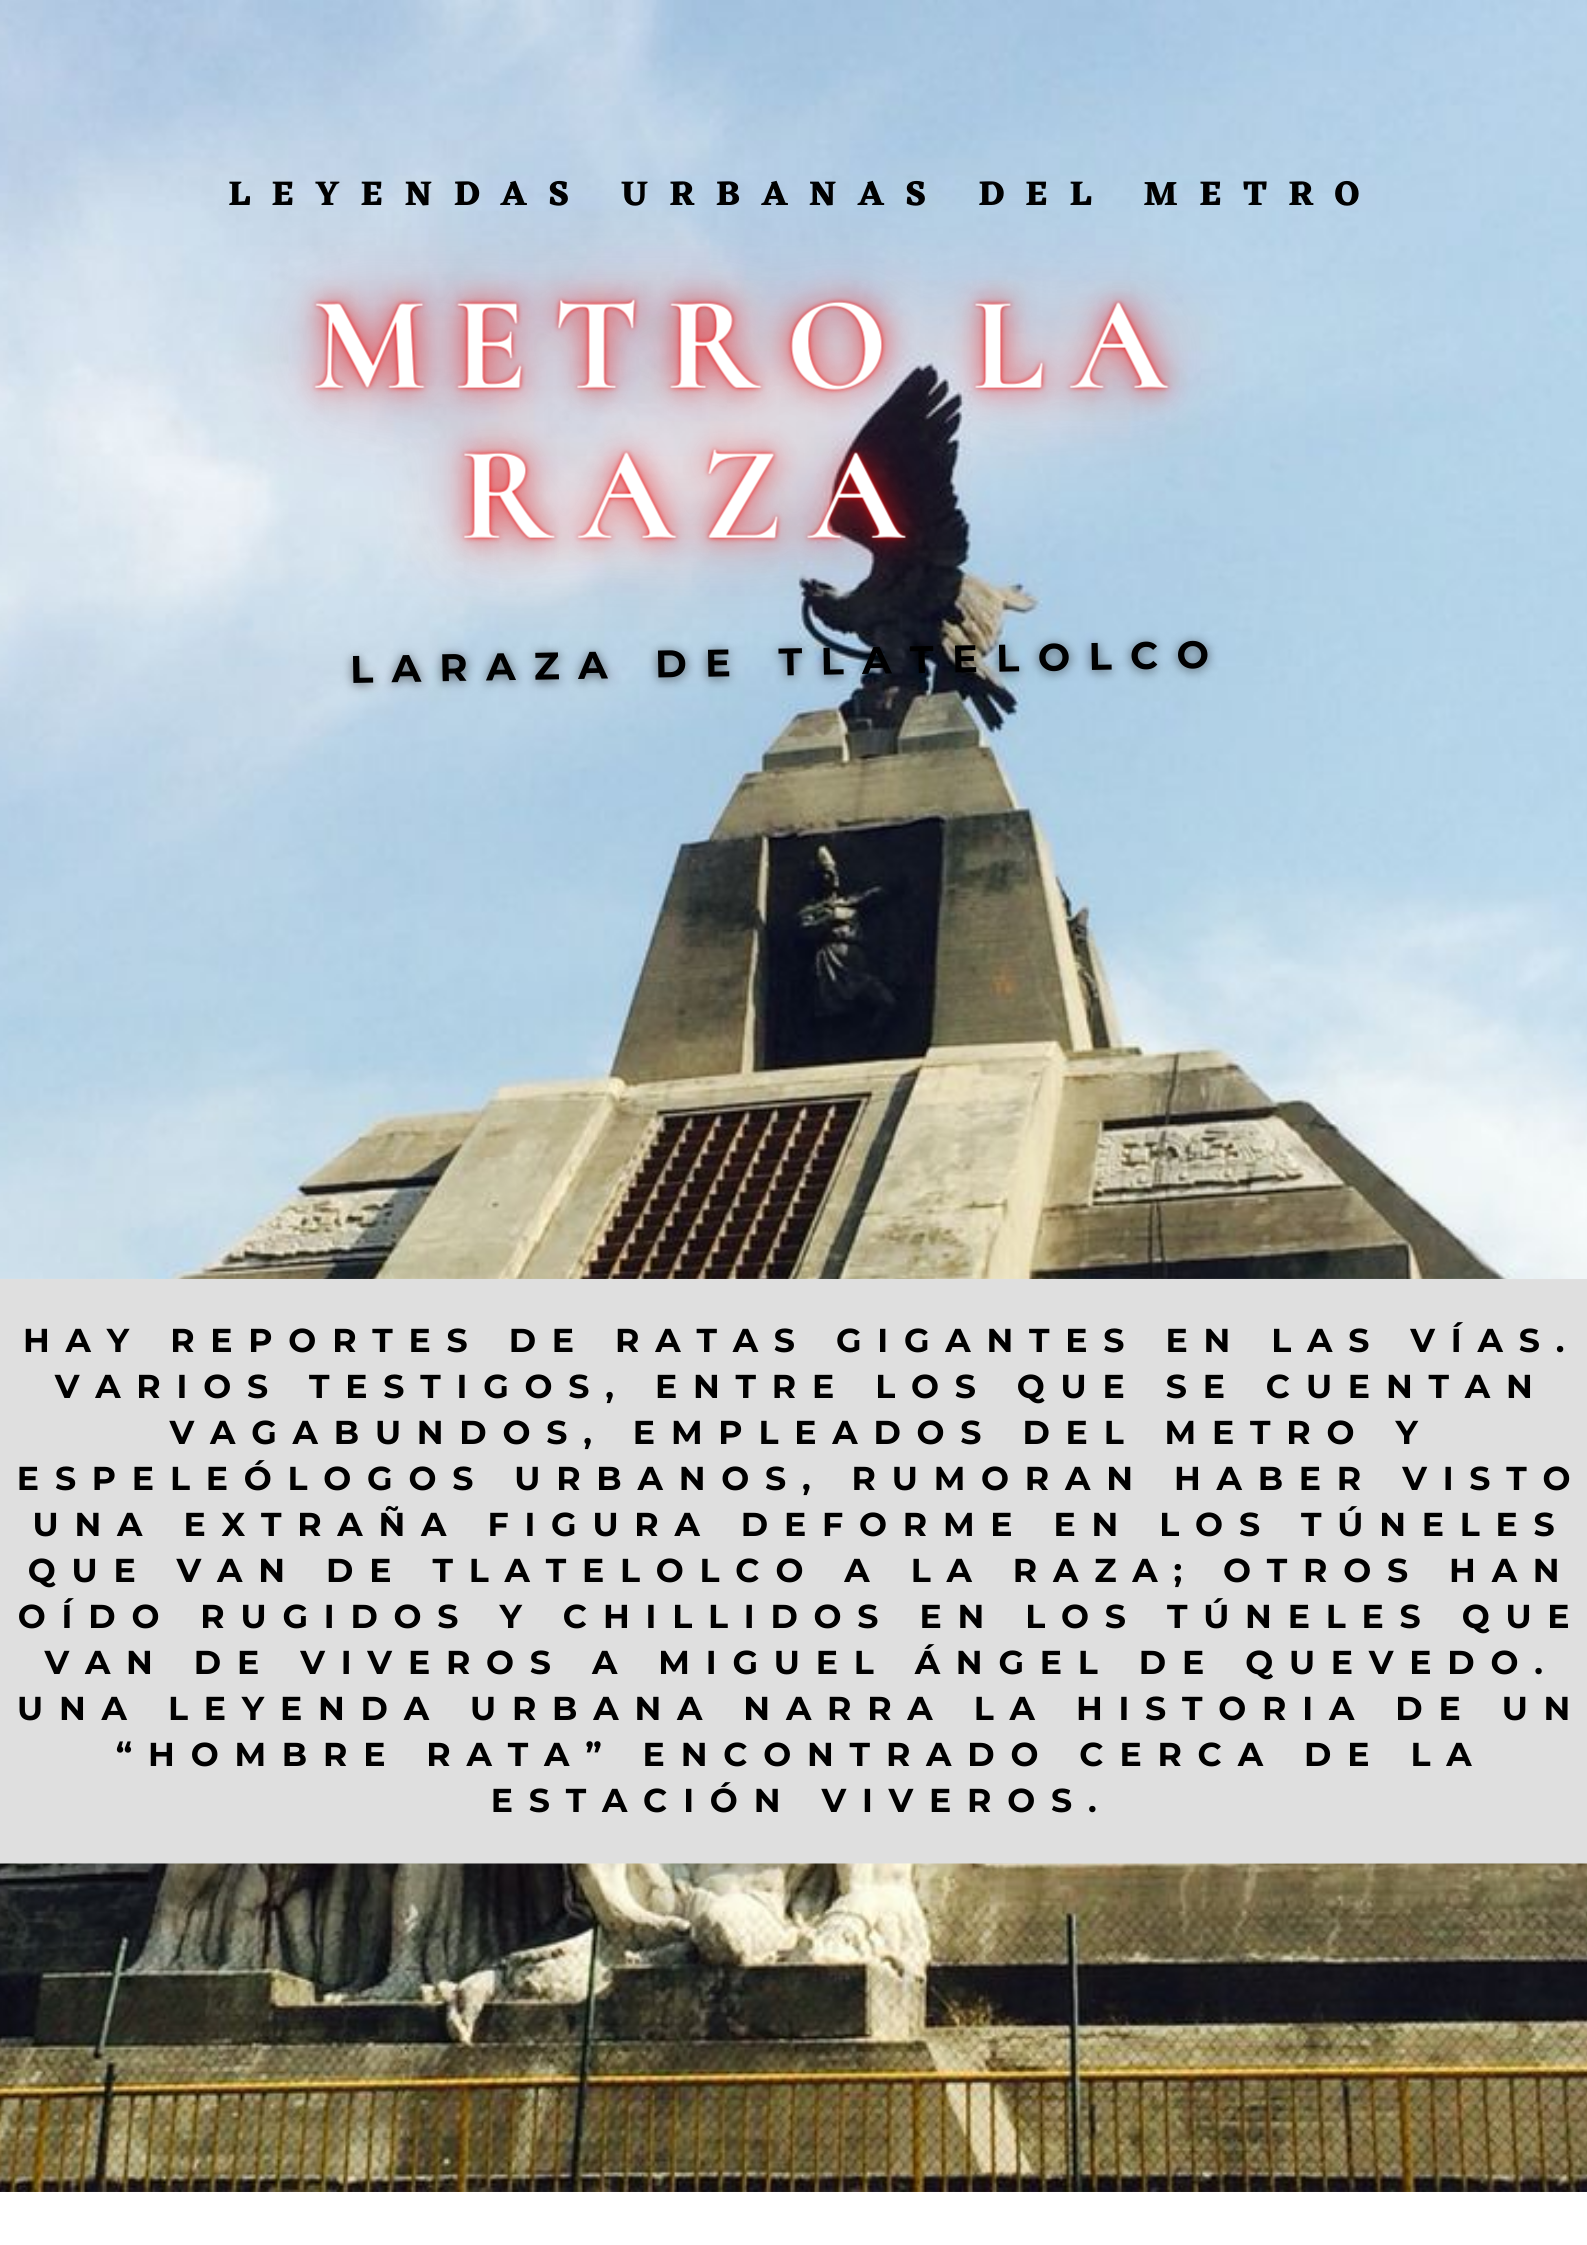 LEYENDAS URBANAS DEL METRO
METRO LA
RAZA
LARAZA DE TLATELOLCO
HAY REPORTES DE RATAS GIGANTES EN LAS VÍAS.
VARIOS TESTIGOS, ENTRE LOS QUE SE CUENTAN
VAGABUNDOS, EMPLEADOS DEL METRO Y
ESPELEÓLOGOS URBANOS, RUMORAN HABER VISTO
UNA EXTRAÑA FIGURA DEFORME EN LOS TÚNELES
QUE VAN DE TLATELOLCO A LA RAZA; OTROS HAN
OÍDO RUGIDOS Y CHILLIDOS EN LOS TÚNELES QUE
VAN DE VIVEROS A MIGUEL ÁNGEL DE QUEVEDO.
UNA LEYENDA URBANA NARRA LA HISTORIA DE UN
“HOMBRE RATA” ENCONTRADO CERCA DE LA
ESTACIÓN VIVEROS.